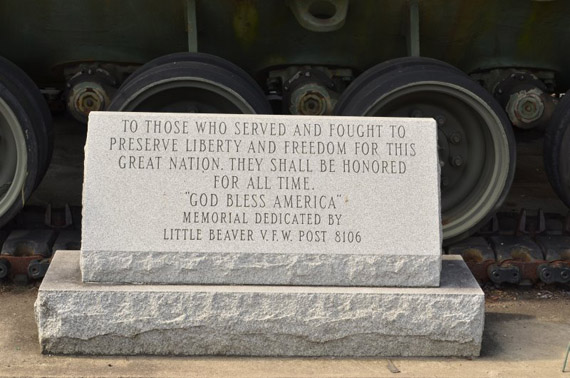 TO THOSE WHO SERVED AND FOUGHT TO
PRESERVE LIBERTY AND FREEDOM FOR THIS
GREAT NATION. THEY SHALL BE HONORED
FOR ALL TIME.
"GOD BLESS AMERICA"
MEMORIAL DEDICATED BY
LITTLE BEAVER V.F.W. POST 8106